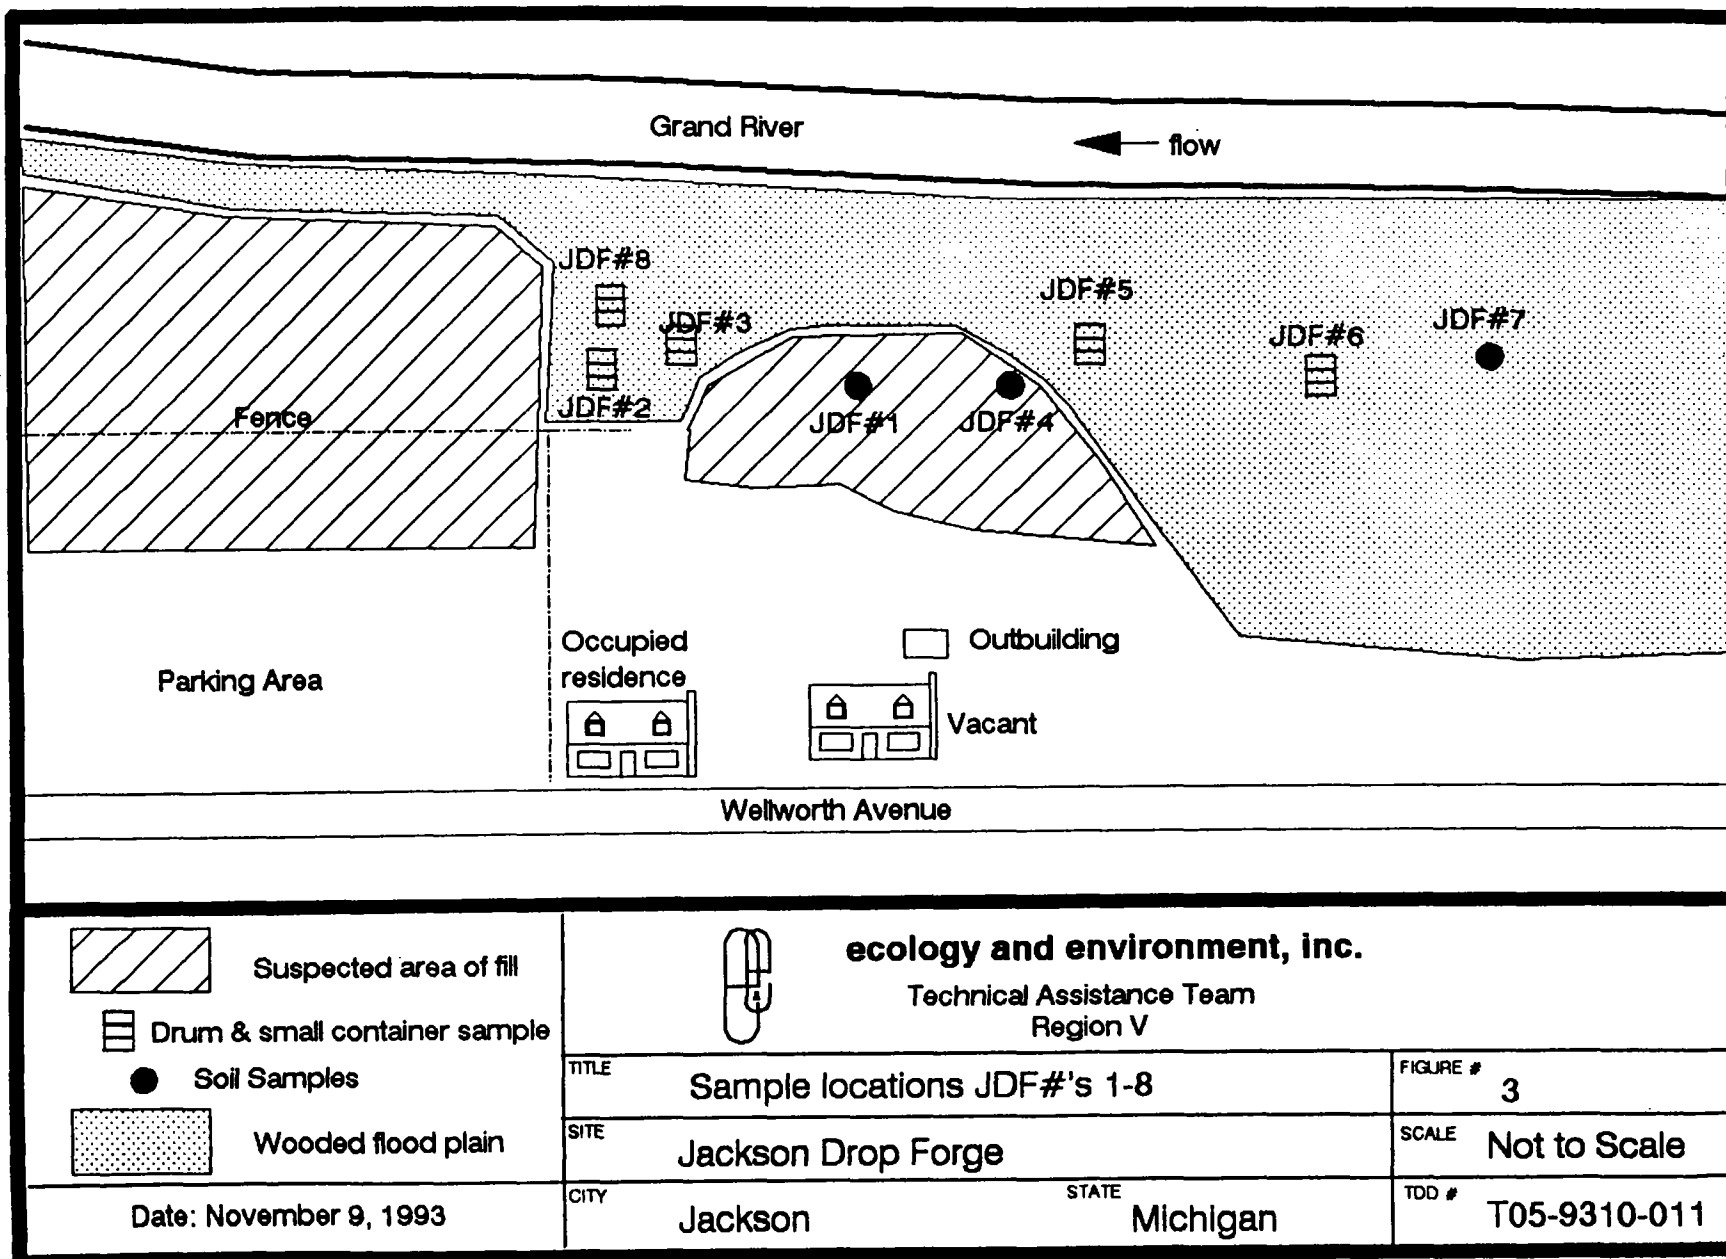 Grand River
flow
JDF#8
JDF#3
JDF#5
JDF#7
JDF#6
JDF#2
Fence
JDF#1
JDF#4
Occupied
residence
Outbuilding
Parking Area
Vacant
Wellworth Avenue
Suspected area of fill
Drum & small container sample
Soil Samples
Wooded flood plain
Date: November 9, 1993
ecology and environment, inc.
Technical Assistance Team
Region V
TITLE
Sample locations JDF#'s 1-8
FIGURE #
3
SITE
Jackson Drop Forge
SCALE
Not to Scale
CITY
Jackson
STATE
Michigan
TDD #
T05-9310-011